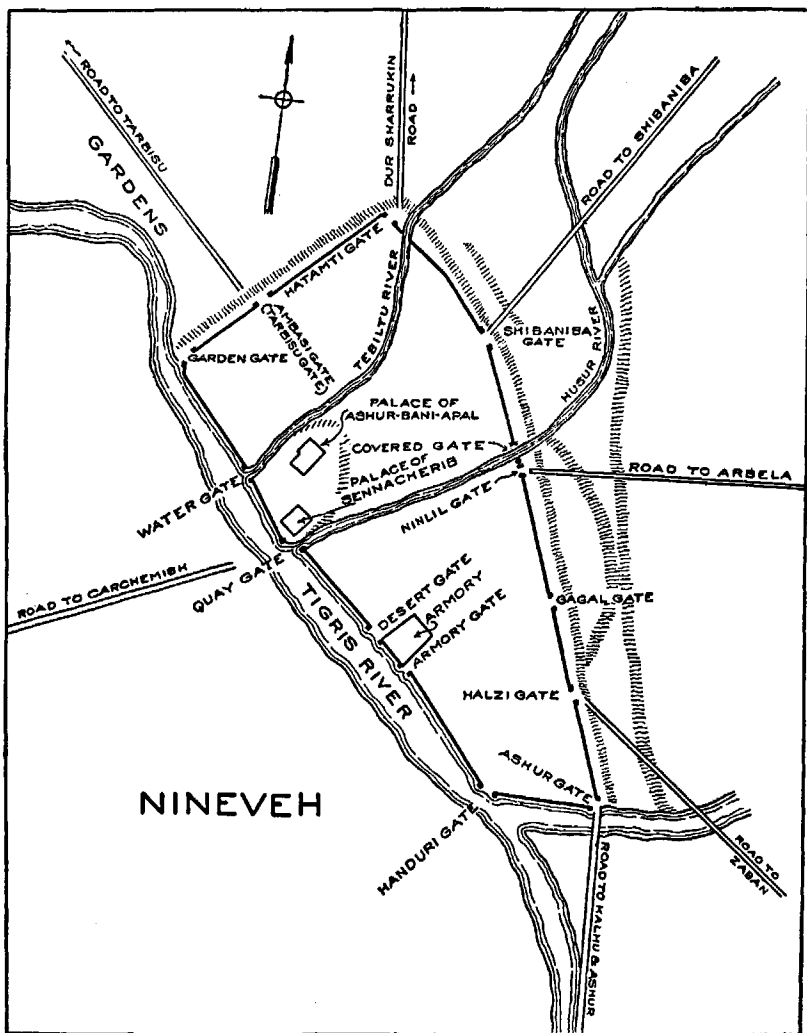 ROAD TO TARBISU
GARDENS
DUR SHARRUKIN
ROAD
ROAD TO SHIBANIBA
HATAMTI GATE
AMBASI GATE
(TARBISU GATE)
GARDEN GATE
TEBILTU RIVER
SHIBANIBA
GATE
HUSUR RIVER
PALACE OF
ASHUR-BANI-APAL
COVERED GATE
PALACE OF
SENNACHERIB
WATER GATE
NINLIL GATE
ROAD TO ARBELA
QUAY GATE
ROAD TO CARCHEMISH
TIGRIS RIVER
DESERT GATE
ARMORY
ARMORY GATE
GAGAL GATE
HALZI GATE
ASHUR GATE
NINEVEH
HANDURI GATE
ROAD TO KALHU & ASHUR
ROAD TO
ZABAN